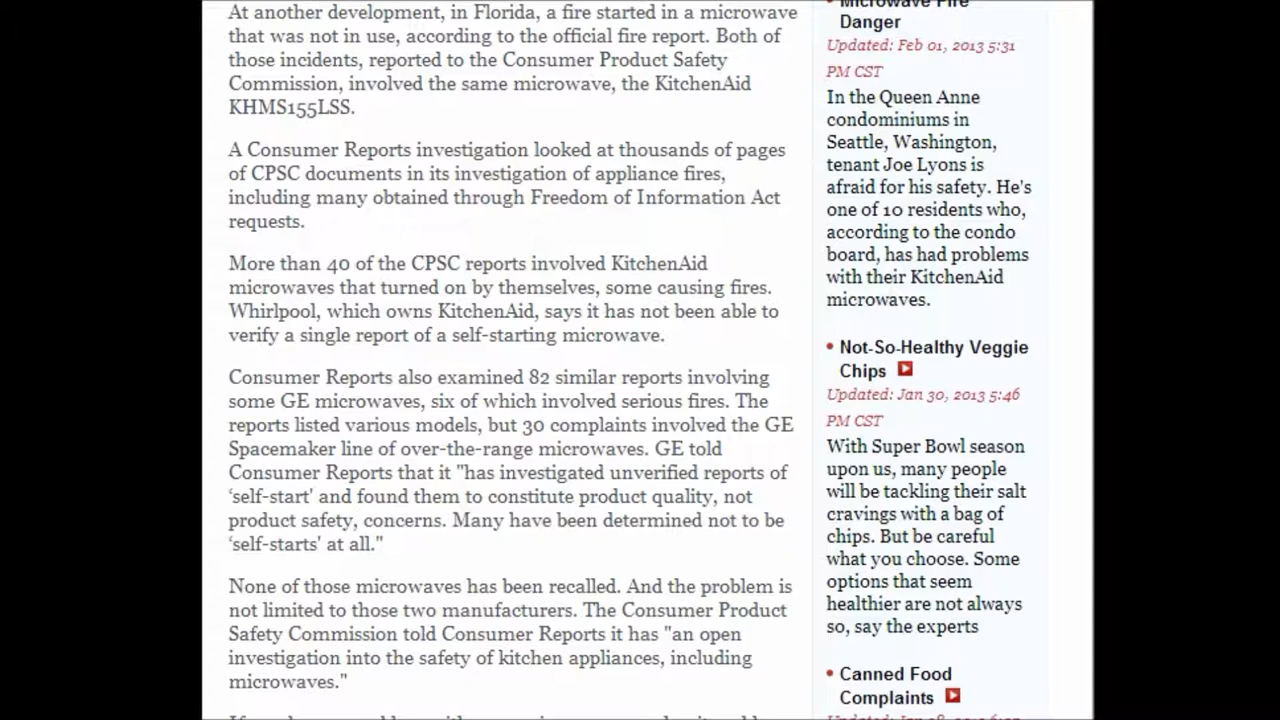 At another development, in Florida, a fire started in a microwave
that was not in use, according to the official fire report. Both of
those incidents, reported to the Consumer Product Safety
Commission, involved the same microwave, the KitchenAid
KHMS155LSS.
A Consumer Reports investigation looked at thousands of pages
of CPSC documents in its investigation of appliance fires,
including many obtained through Freedom of Information Act
requests.
More than 40 of the CPSC reports involved KitchenAid
microwaves that turned on by themselves, some causing fires.
Whirlpool, which owns KitchenAid, says it has not been able to
verify a single report of a self-starting microwave.
Consumer Reports also examined 82 similar reports involving
some GE microwaves, six of which involved serious fires. The
reports listed various models, but 30 complaints involved the GE
Spacemaker line of over-the-range microwaves. GE told
Consumer Reports that it "has investigated unverified reports of
‘self-start' and found them to constitute product quality, not
product safety, concerns. Many have been determined not to be
‘self-starts' at all."
None of those microwaves has been recalled. And the problem is
not limited to those two manufacturers. The Consumer Product
Safety Commission told Consumer Reports it has "an open
investigation into the safety of kitchen appliances, including
microwaves."
• Microwave Fire
Danger
Updated: Feb 01, 2013 5:31
PM CST
In the Queen Anne
condominiums in
Seattle, Washington,
tenant Joe Lyons is
afraid for his safety. He's
one of 10 residents who,
according to the condo
board, has had problems
with their KitchenAid
microwaves.
• Not-So-Healthy Veggie
Chips
Updated: Jan 30, 2013 5:46
PM CST
With Super Bowl season
upon us, many people
will be tackling their salt
cravings with a bag of
chips. But be careful
what you choose. Some
options that seem
healthier are not always
so, say the experts
• Canned Food
Complaints